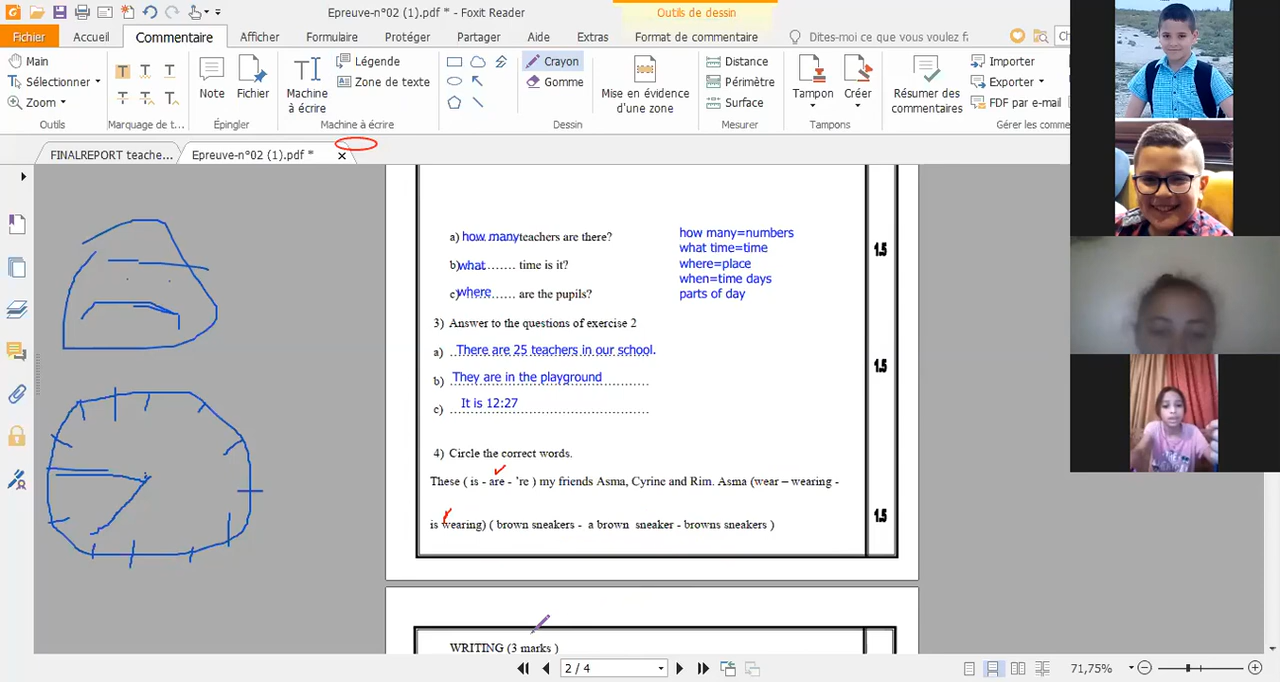 Epreuve-n°02 (1).pdf * - Foxit Reader
Outils de dessin
Fichier Accueil Commentaire Afficher Formulaire Protéger Partager Aide Extras Format de commentaire Dites-moi ce que vous voulez f Ch
Main
Sélectionner
Zoom
Outils
T T T
T T T
Marquage de t...
Note
Fichier
Épingler
Machine à écrire
Légende
Zone de texte
Machine à écrire
Crayon
Gomme
Mise en évidence d'une zone
Dessin
Distance
Périmètre
Surface
Mesurer
Tampon
Créer
Tampons
Résumer des commentaires
Importer
Exporter
FDF par e-mail
Gérer les comme
FINALREPORT teache...
Epreuve-n°02 (1).pdf *
a) how many teachers are there?
b) what ....... time is it?
c) where ...... are the pupils?
how many=numbers
what time=time
where=place
when=time days
parts of day
1.5
3) Answer to the questions of exercise 2
a) There are 25 teachers in our school.
b) They are in the playground
c) It is 12:27
1.5
4) Circle the correct words.
These ( is - are - 're ) my friends Asma, Cyrine and Rim. Asma (wear – wearing -
is wearing) ( brown sneakers - a brown sneaker - browns sneakers )
1.5
WRITING (3 marks )
2 / 4
71,75%